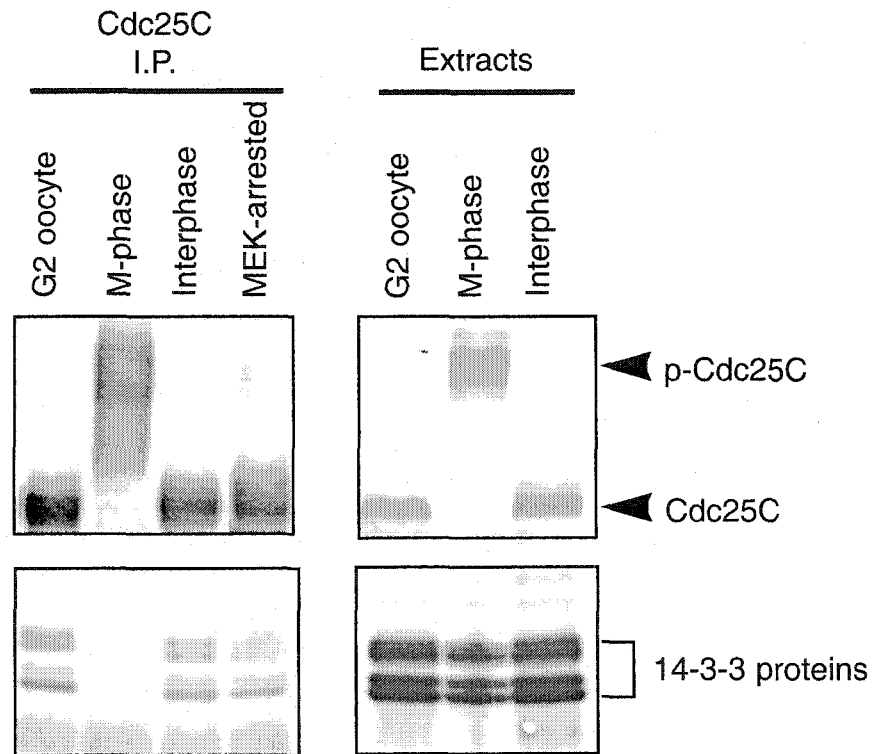 Cdc25C
I.P.
Extracts
G2 oocyte
M-phase
Interphase
MEK-arrested
G2 oocyte
M-phase
Interphase
p-Cdc25C
Cdc25C
14-3-3 proteins